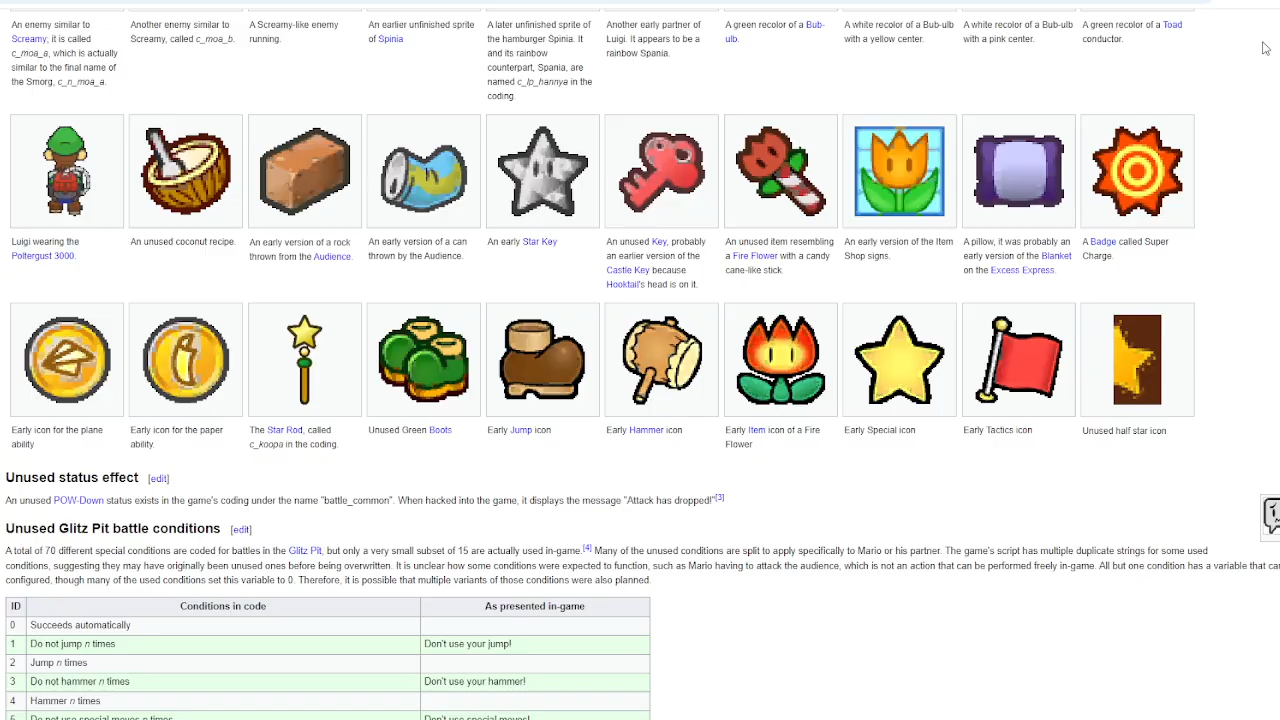 An enemy similar to
Screamy, it is called
c_moa_a, which is actually
similar to the final name of
the Smorg, c_n_moa_a.
Another enemy similar to
Screamy, called c_moa_b.
A Screamy-like enemy
running.
An earlier unfinished sprite
of Spinia
A later unfinished sprite of
the hamburger Spinia. It
and its rainbow
counterpart, Spania, are
named c_lp_hannya in the
coding.
Another early partner of
Luigi. It appears to be a
rainbow Spania.
A green recolor of a Bub-
ulb.
A white recolor of a Bub-ulb
with a yellow center.
A white recolor of a Bub-ulb
with a pink center.
A green recolor of a Toad
conductor.
Luigi wearing the
Poltergust 3000.
An unused coconut recipe.
An early version of a rock
thrown from the Audience.
An early version of a can
thrown by the Audience.
An early Star Key
An unused Key, probably
an earlier version of the
Castle Key because
Hooktail's head is on it.
An unused item resembling
a Fire Flower with a candy
cane-like stick.
An early version of the Item
Shop signs.
A pillow, it was probably an
early version of the Blanket
on the Excess Express.
A Badge called Super
Charge.
Early icon for the plane
ability
Early icon for the paper
ability.
The Star Rod, called
c_koopa in the coding.
Unused Green Boots
Early Jump icon
Early Hammer icon
Early Item icon of a Fire
Flower
Early Special icon
Early Tactics icon
Unused half star icon
Unused status effect [edit]
An unused POW-Down status exists in the game's coding under the name "battle_common". When hacked into the game, it displays the message "Attack has dropped!"[3]
Unused Glitz Pit battle conditions [edit]
A total of 70 different special conditions are coded for battles in the Glitz Pit, but only a very small subset of 15 are actually used in-game.[4] Many of the unused conditions are split to apply specifically to Mario or his partner. The game's script has multiple duplicate strings for some used
conditions, suggesting they may have originally been unused ones before being overwritten. It is unclear how some conditions were expected to function, such as Mario having to attack the audience, which is not an action that can be performed freely in-game. All but one condition has a variable that
configured, though many of the used conditions set this variable to 0. Therefore, it is possible that multiple variants of those conditions were also planned.
ID Conditions in code As presented in-game
0 Succeeds automatically
1 Do not jump n times Don't use your jump!
2 Jump n times
3 Do not hammer n times Don't use your hammer!
4 Hammer n times
5 Do not use special moves n times Don't use special moves!